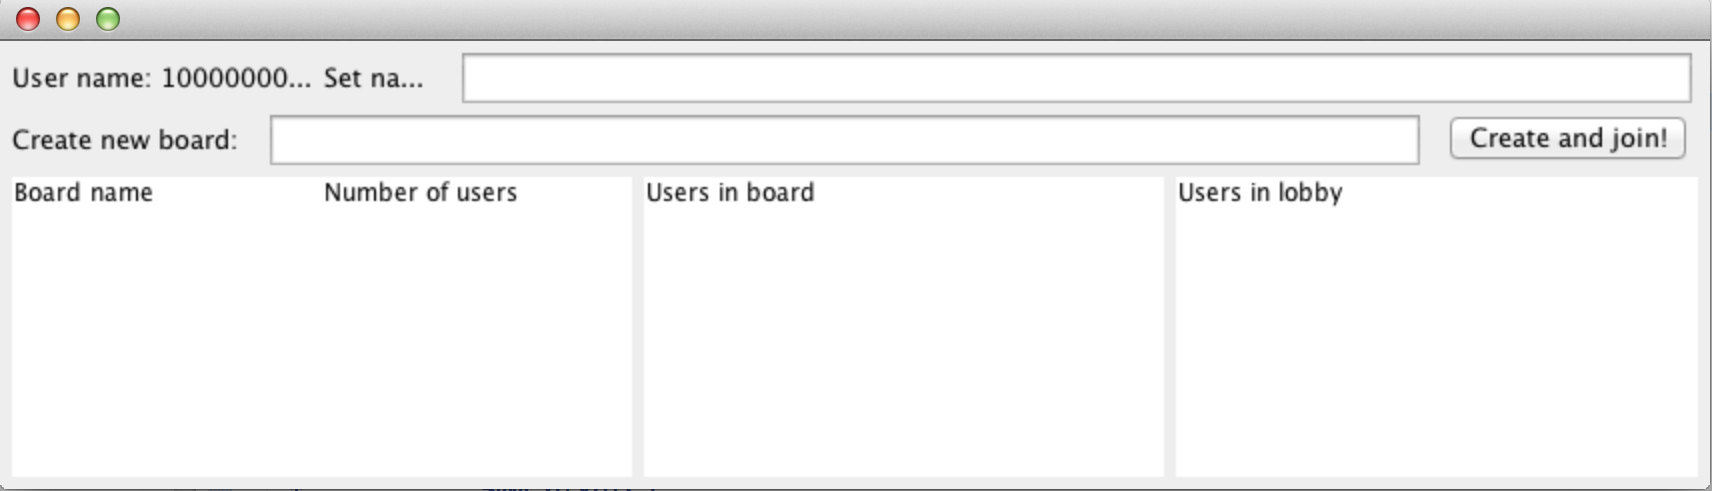 User name: 10000000... Set na...
Create new board: Create and join!
Board name Number of users Users in board Users in lobby